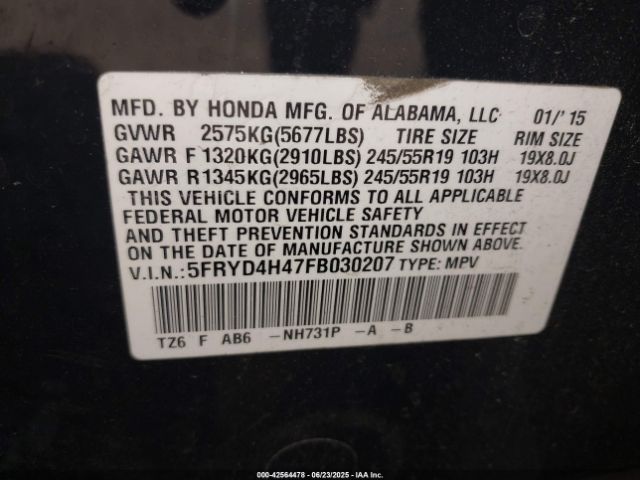 MFD. BY HONDA MFG. OF ALABAMA, LLC 01/'15
GVWR 2575KG(5677LBS) TIRE SIZE RIM SIZE
GAWR F 1320KG(2910LBS) 245/55R19 103H 19X8.0J
GAWR R 1345KG(2965LBS) 245/55R19 103H 19X8.0J
THIS VEHICLE CONFORMS TO ALL APPLICABLE
FEDERAL MOTOR VEHICLE SAFETY
AND THEFT PREVENTION STANDARDS IN EFFECT
ON THE DATE OF MANUFACTURE SHOWN ABOVE.
V.I.N.: 5FRYD4H47FB030207 TYPE: MPV
TZ6 F AB6 -NH731P -A -B
000-42564478 - 06/23/2025 - IAA Inc.